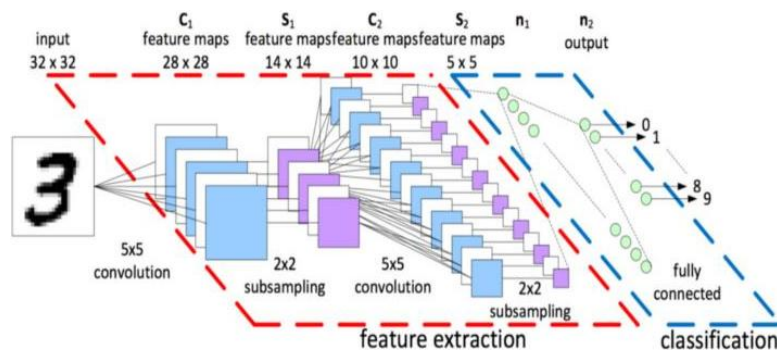 C₁ S₁ C₂ S₂ n₁ n₂
input feature maps feature maps feature maps feature maps output
32 x 32 28 x 28 14 x 14 10 x 10 5 x 5
0
1
8
9
5x5
convolution
2x2
subsampling
5x5
convolution
2x2
subsampling
fully
connected
feature extraction
classification